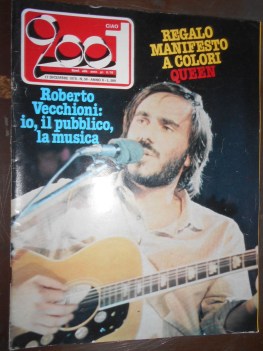 CIAO
2001
REGALO
MANIFESTO
A COLORI
QUEEN
Roberto
Vecchioni:
io, il pubblico,
la musica